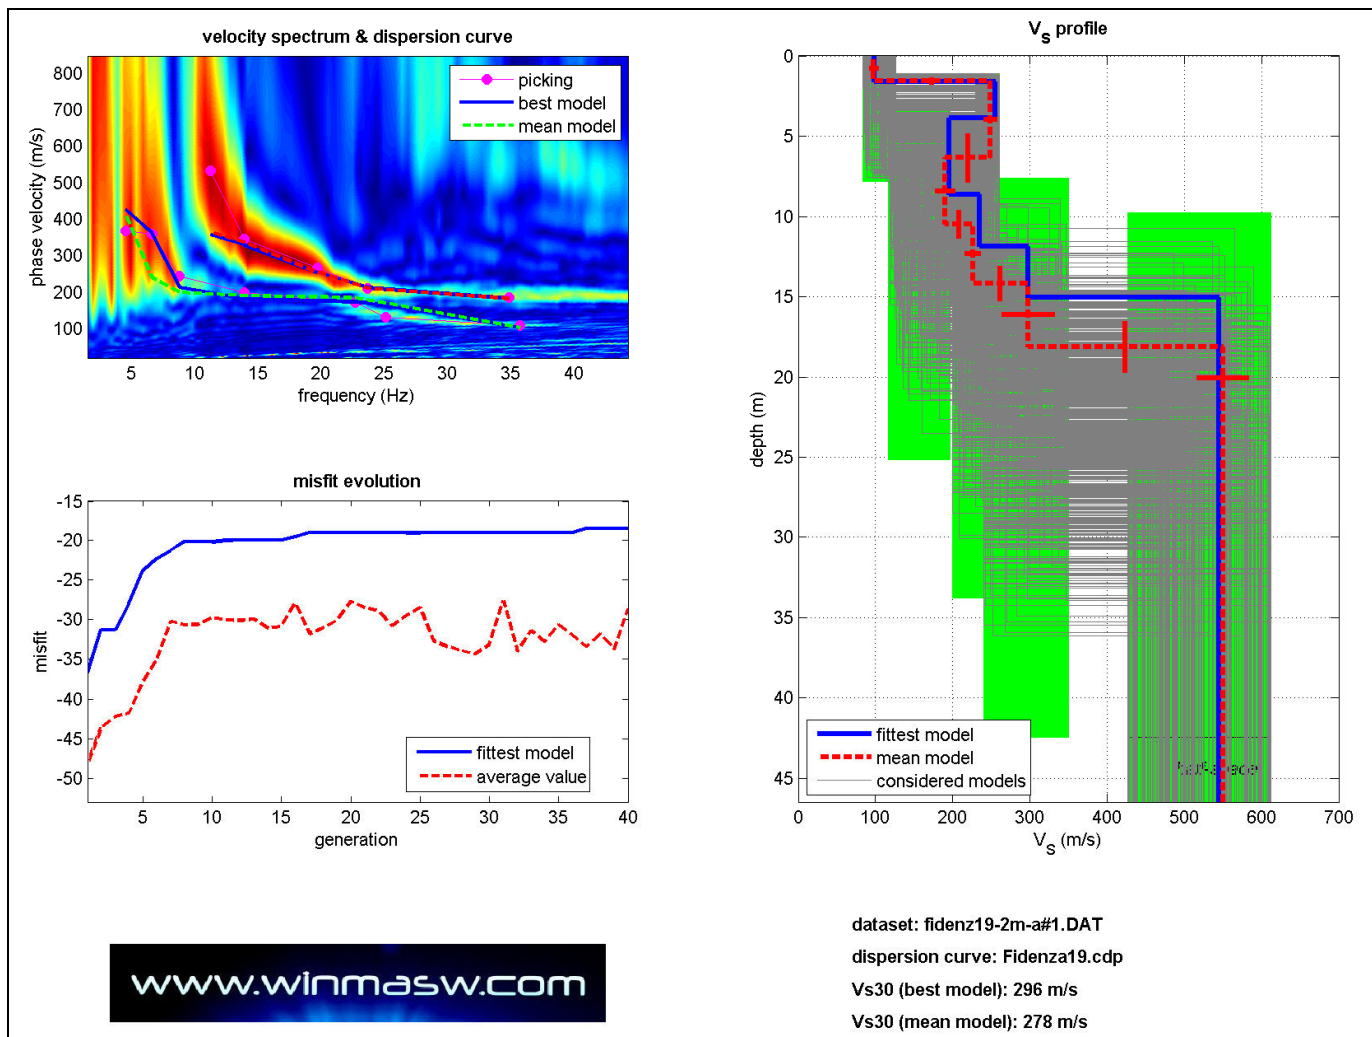 velocity spectrum & dispersion curve
800
700
600
500
400
300
200
100
phase velocity (m/s)
picking
best model
mean model
5
10
15
20
25
30
35
40
frequency (Hz)
misfit evolution
-15
-20
-25
-30
-35
-40
-45
-50
misfit
fittest model
average value
5
10
15
20
25
30
35
40
generation
www.winmasw.com
VS profile
0
5
10
15
20
25
30
35
40
45
depth (m)
fittest model
mean model
considered models
0
100
200
300
400
500
600
700
VS (m/s)
dataset: fidenz19-2m-a#1.DAT
dispersion curve: Fidenza19.cdp
Vs30 (best model): 296 m/s
Vs30 (mean model): 278 m/s